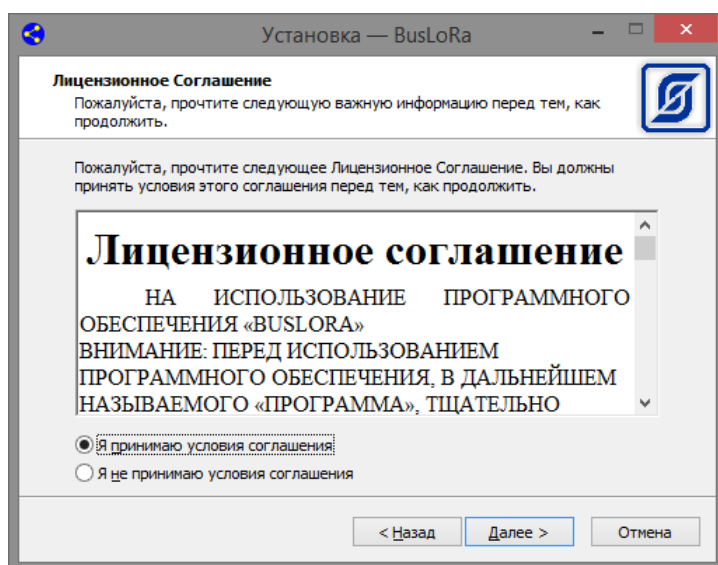 Установка — BusLoRa
Лицензионное Соглашение
Пожалуйста, прочтите следующую важную информацию перед тем, как
продолжить.
Пожалуйста, прочтите следующее Лицензионное Соглашение. Вы должны
принять условия этого соглашения перед тем, как продолжить.
Лицензионное соглашение
НА ИСПОЛЬЗОВАНИЕ ПРОГРАММНОГО
ОБЕСПЕЧЕНИЯ «BUSLORA»
ВНИМАНИЕ: ПЕРЕД ИСПОЛЬЗОВАНИЕМ
ПРОГРАММНОГО ОБЕСПЕЧЕНИЯ, В ДАЛЬНЕЙШЕМ
НАЗЫВАЕМОГО «ПРОГРАММА», ТЩАТЕЛЬНО
Я принимаю условия соглашения
Я не принимаю условия соглашения
< Назад Далее > Отмена